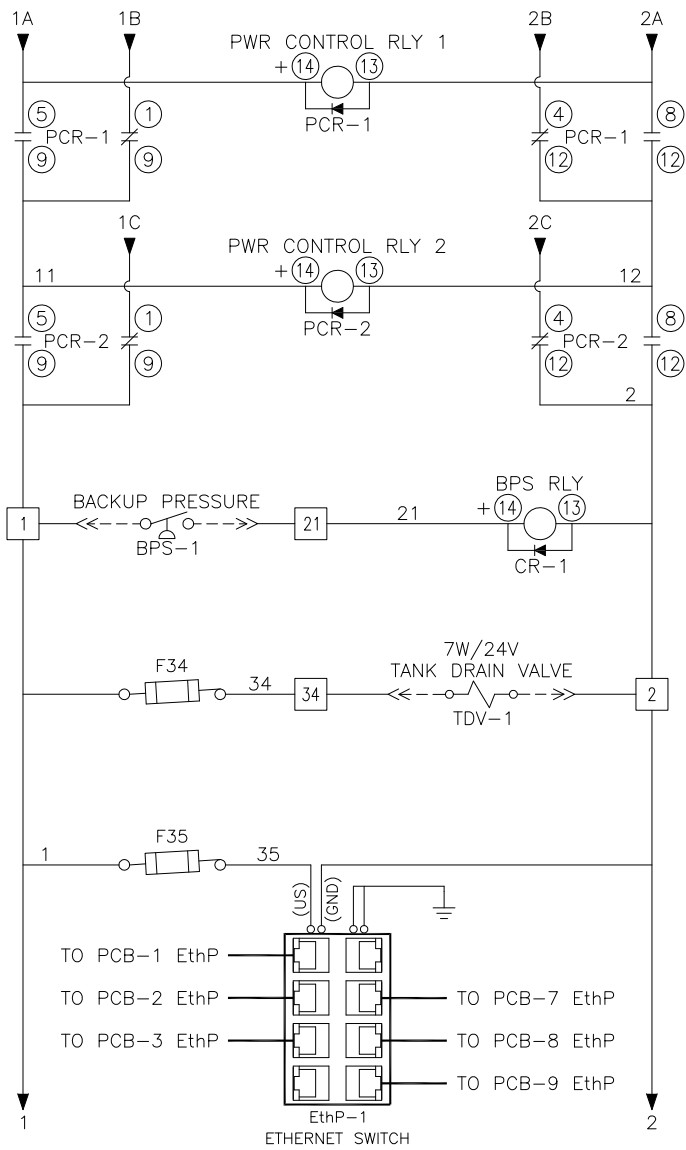 1A 1B 2B 2A
PWR CONTROL RLY 1
+ 14 13
PCR-1
5 1 4 8
PCR-1 PCR-1
9 9 12 12
1C 2C
PWR CONTROL RLY 2
11 + 14 13 12
PCR-2
5 1 4 8
PCR-2 PCR-2
9 9 12 12
2
BACKUP PRESSURE
BPS RLY
+ 14 13
1 21 21
BPS-1
CR-1
7W/24V
F34 TANK DRAIN VALVE
34 34 2
TDV-1
F35
1 35
(US) (GND)
TO PCB-1 EthP
TO PCB-2 EthP TO PCB-7 EthP
TO PCB-3 EthP TO PCB-8 EthP
TO PCB-9 EthP
1 EthP-1 2
ETHERNET SWITCH